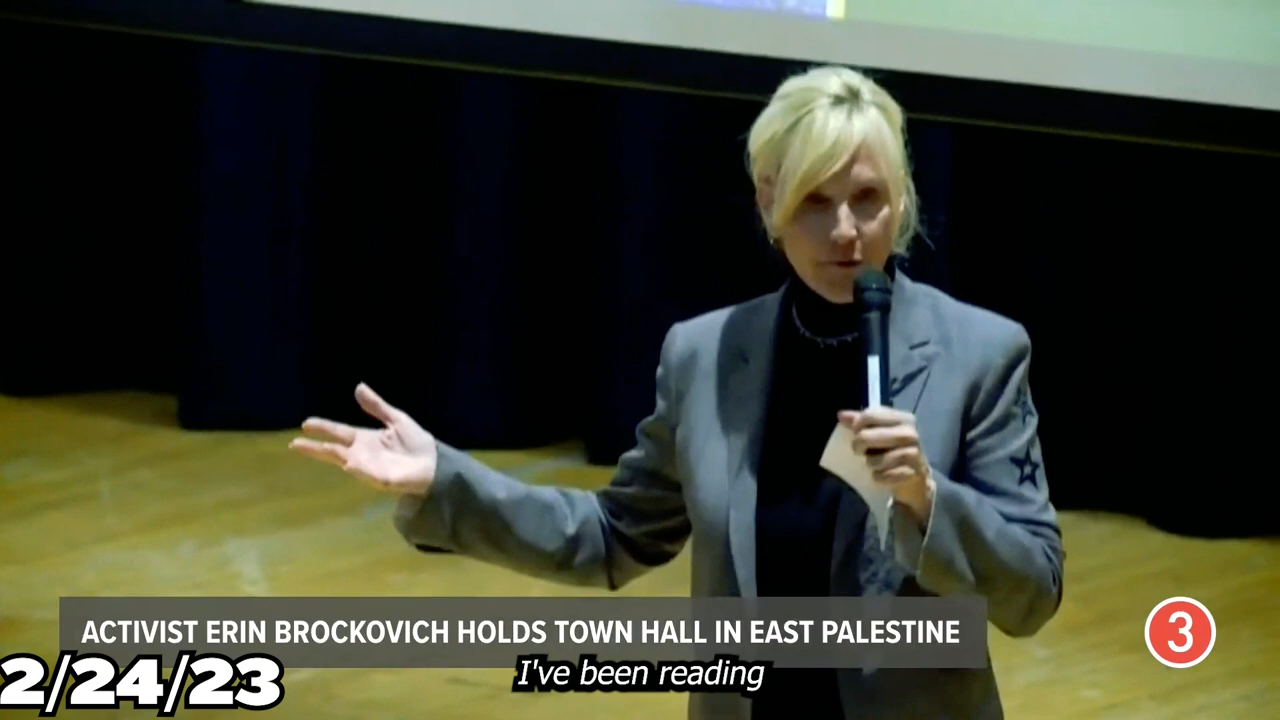 ACTIVIST ERIN BROCKOVICH HOLDS TOWN HALL IN EAST PALESTINE
3
I've been reading
2/24/23